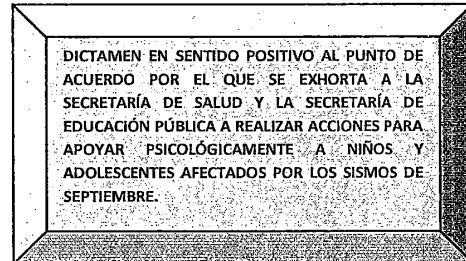 DICTAMEN EN SENTIDO POSITIVO AL PUNTO DE
ACUERDO POR EL QUE SE EXHORTA A LA
SECRETARÍA DE SALUD Y LA SECRETARÍA DE
EDUCACIÓN PÚBLICA A REALIZAR ACCIONES PARA
APOYAR PSICOLÓGICAMENTE A NIÑOS Y
ADOLESCENTES AFECTADOS POR LOS SISMOS DE
SEPTIEMBRE.